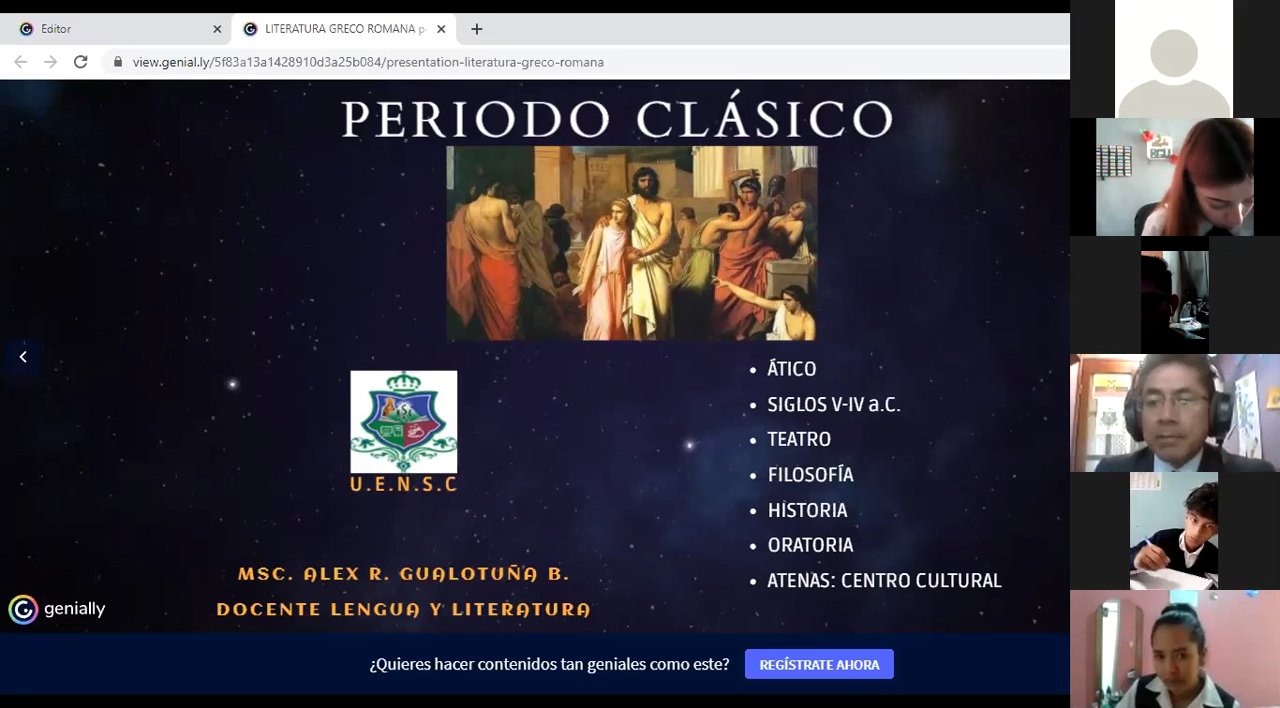 Editor
LITERATURA GRECO ROMANA p
view.genial.ly/5f83a13a1428910d3a25b084/presentation-literatura-greco-romana
PERIODO CLÁSICO
• ÁTICO
• SIGLOS V-IV a.C.
• TEATRO
• FILOSOFÍA
• HISTORIA
• ORATORIA
• ATENAS: CENTRO CULTURAL
U.E.N.S.C
MSC. ALEX R. GUALOTUÑA B.
DOCENTE LENGUA Y LITERATURA
genially
¿Quieres hacer contenidos tan geniales como este?
REGÍSTRATE AHORA
BGU